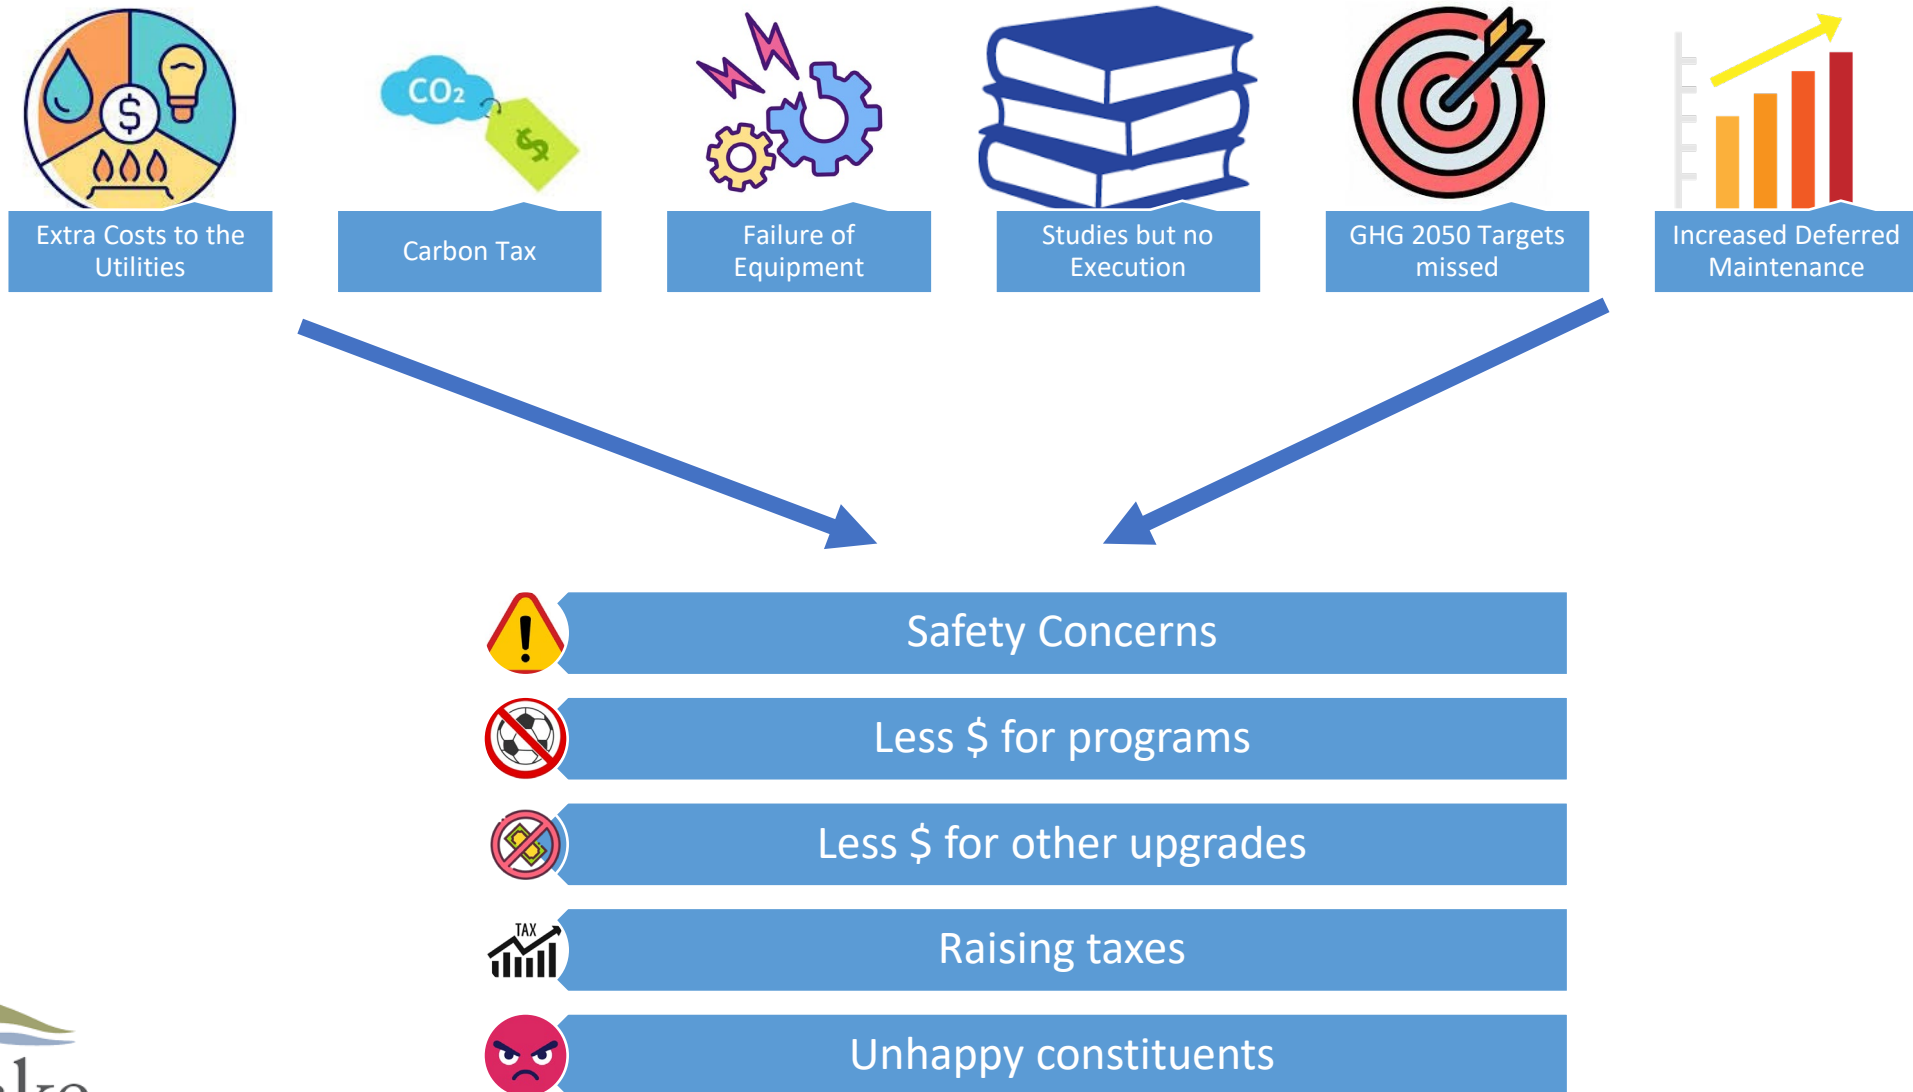 CO₂
$
$
Extra Costs to the
Utilities
Carbon Tax
Failure of
Equipment
Studies but no
Execution
GHG 2050 Targets
missed
Increased Deferred
Maintenance
!
Safety Concerns
Less $ for programs
Less $ for other upgrades
TAX
Raising taxes
Unhappy constituents